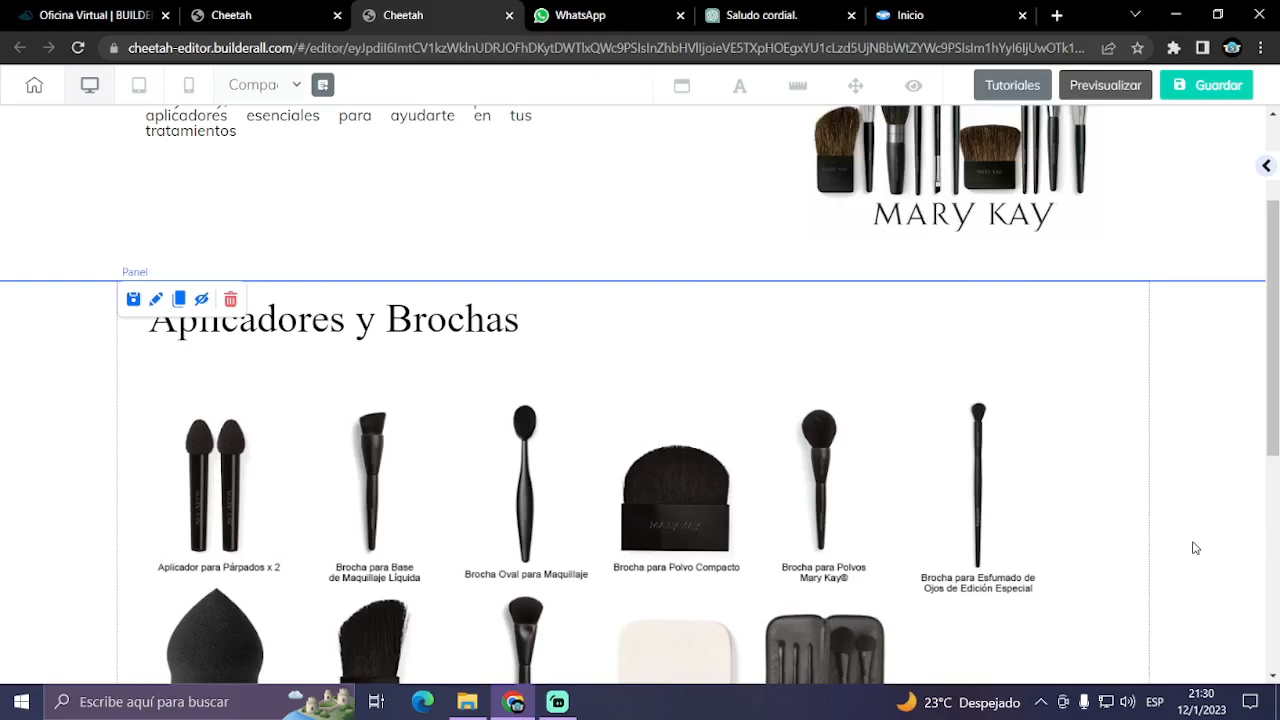 Oficina Virtual | BUILDER
Cheetah
Cheetah
WhatsApp
Saludo cordial.
Inicio
cheetah-editor.builderall.com/#/editor/
Compa
Tutoriales
Previsualizar
Guardar
aplicadores esenciales para ayudarte en tus
tratamientos
MARY KAY
Panel
Aplicadores y Brochas
MARY KAY
Aplicador para Párpados x 2
Brocha para Base
de Maquillaje Líquida
Brocha Oval para Maquillaje
Brocha para Polvo Compacto
Brocha para Polvos
Mary Kay®
Brocha para Esfumado de
Ojos de Edición Especial
Escribe aquí para buscar
23°C Despejado
ESP
21:30
12/1/2023